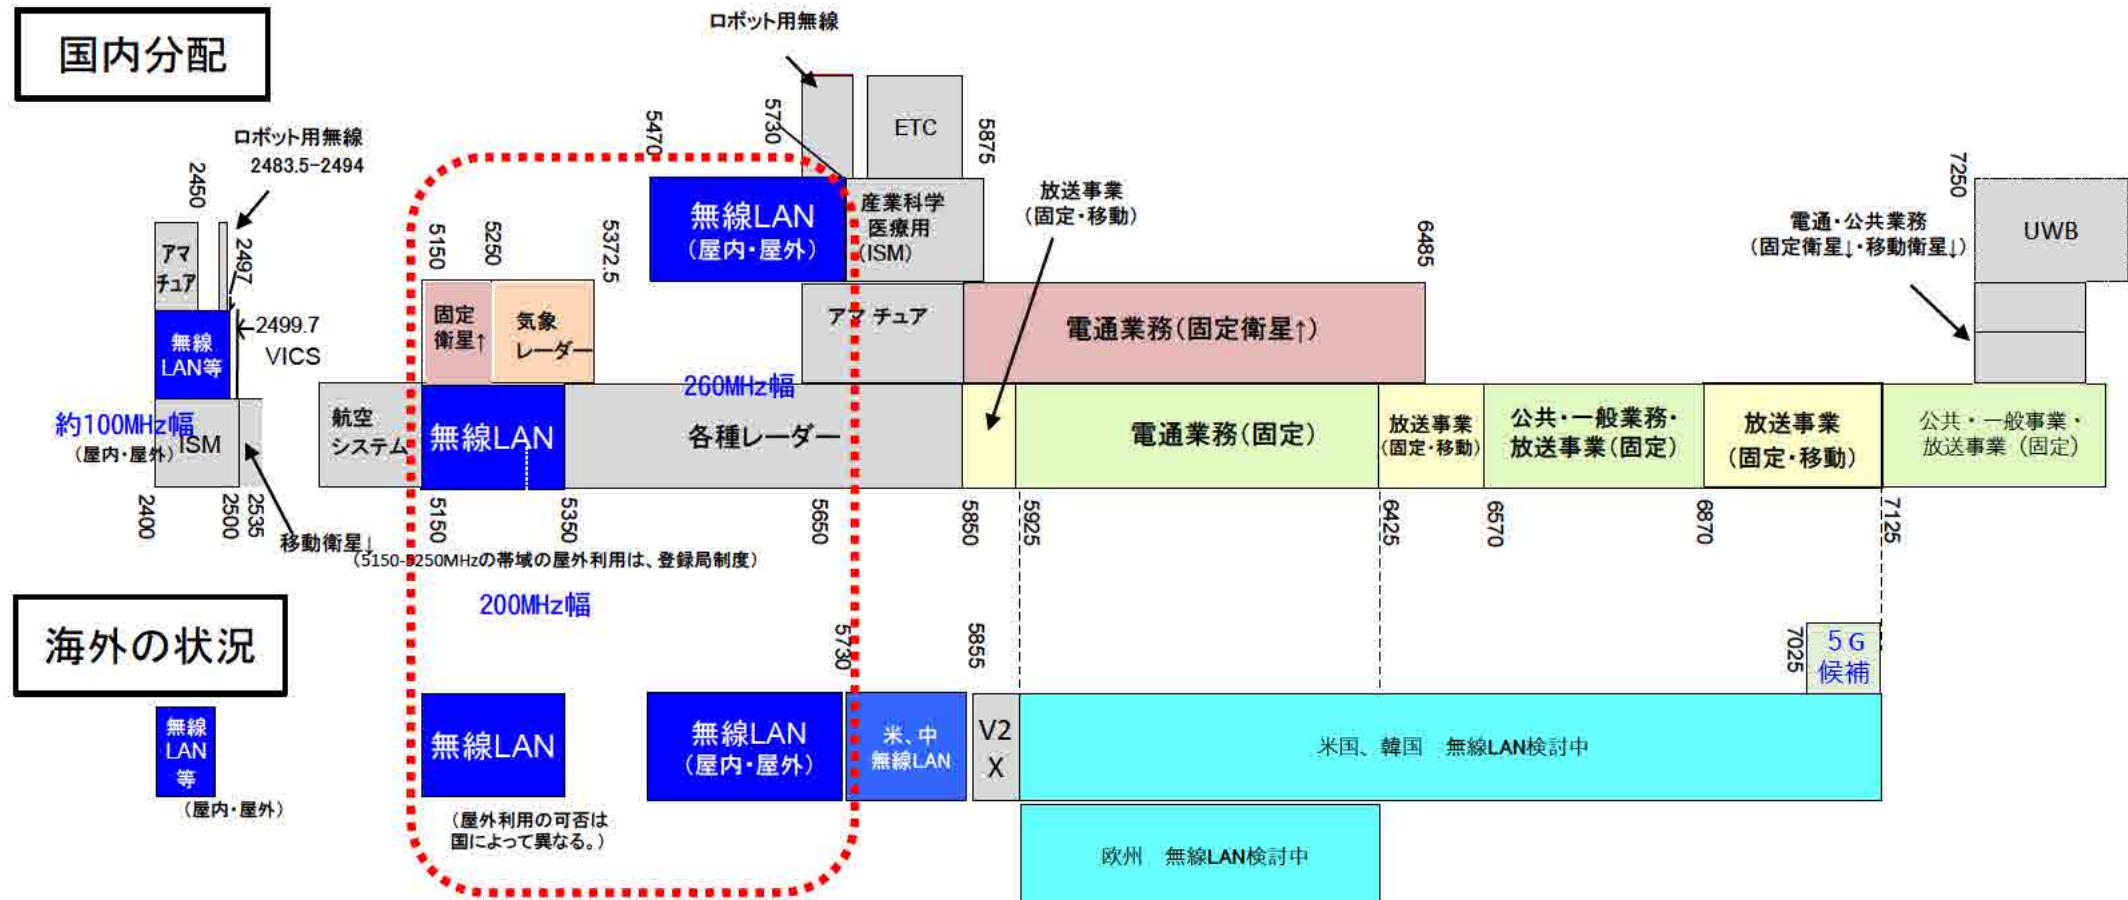 国内分配
ロボット用無線
ロボット用無線
2483.5-2494
2450
2497
アマ
チュア
無線
LAN等
2499.7
VICS
約100MHz幅
(屋内・屋外)
ISM
2400
2500
2535
移動衛星↓
5470
5730
ETC
5875
無線LAN
(屋内・屋外)
産業科学
医療用
(ISM)
放送事業
(固定・移動)
6485
電通・公共業務
(固定衛星↓・移動衛星↓)
7250
UWB
5150
5250
5372.5
固定
衛星↑
気象
レーダー
アマチュア
電通業務(固定衛星↑)
260MHz幅
航空
システム
無線LAN
各種レーダー
電通業務(固定)
放送事業
(固定・移動)
公共・一般業務・
放送事業(固定)
放送事業
(固定・移動)
公共・一般事業・
放送事業(固定)
5150
5350
5650
5850
5925
6425
6570
6870
7125
(5150-5250MHzの帯域の屋外利用は、登録局制度)
200MHz幅
海外の状況
5730
5855
7025
5G
候補
無線
LAN
等
(屋内・屋外)
無線LAN
(屋外利用の可否は
国によって異なる。)
無線LAN
(屋内・屋外)
米、中
無線LAN
V2
X
米国、韓国 無線LAN検討中
欧州 無線LAN検討中